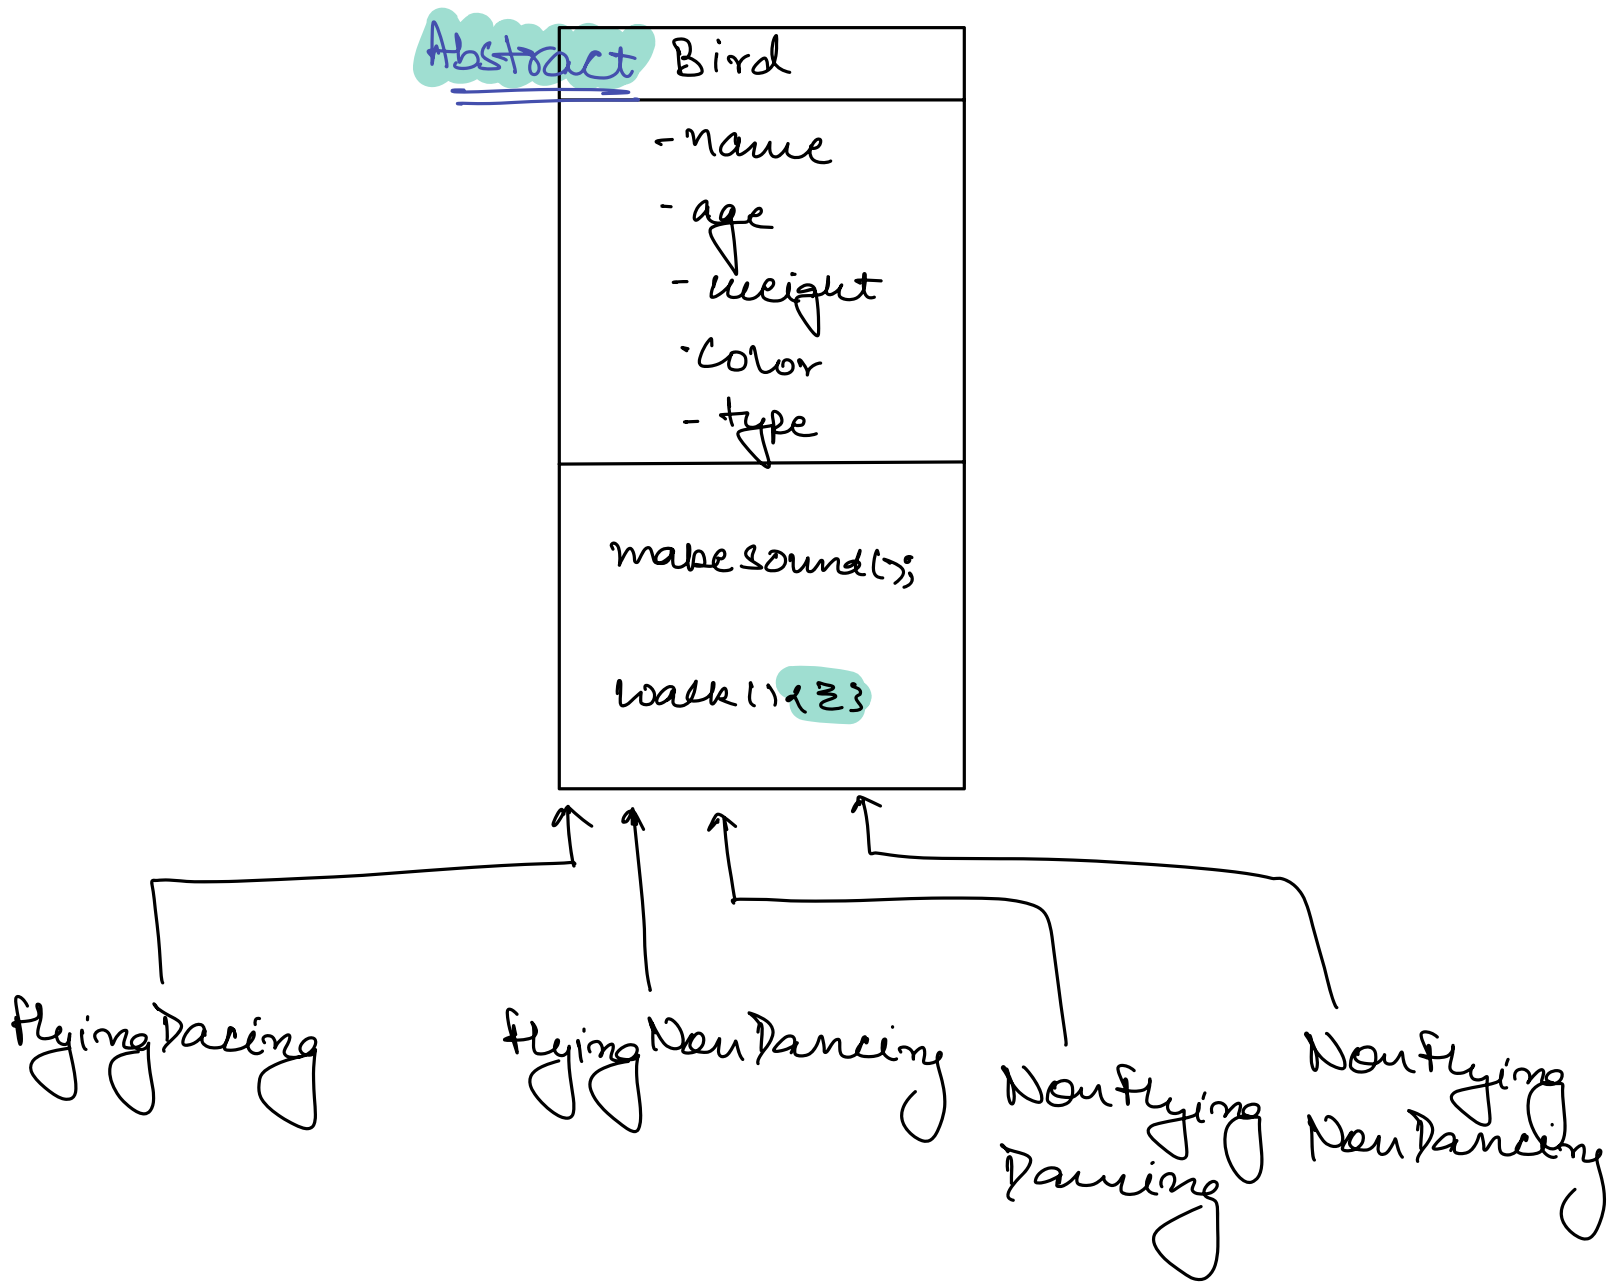 Abstract Bird
- name
- age
- weight
- color
- type
makesound();
walk(){ }
FlyingDacing
FlyingNonDancing
NonFlying
Dancing
NonFlying
NonDancing